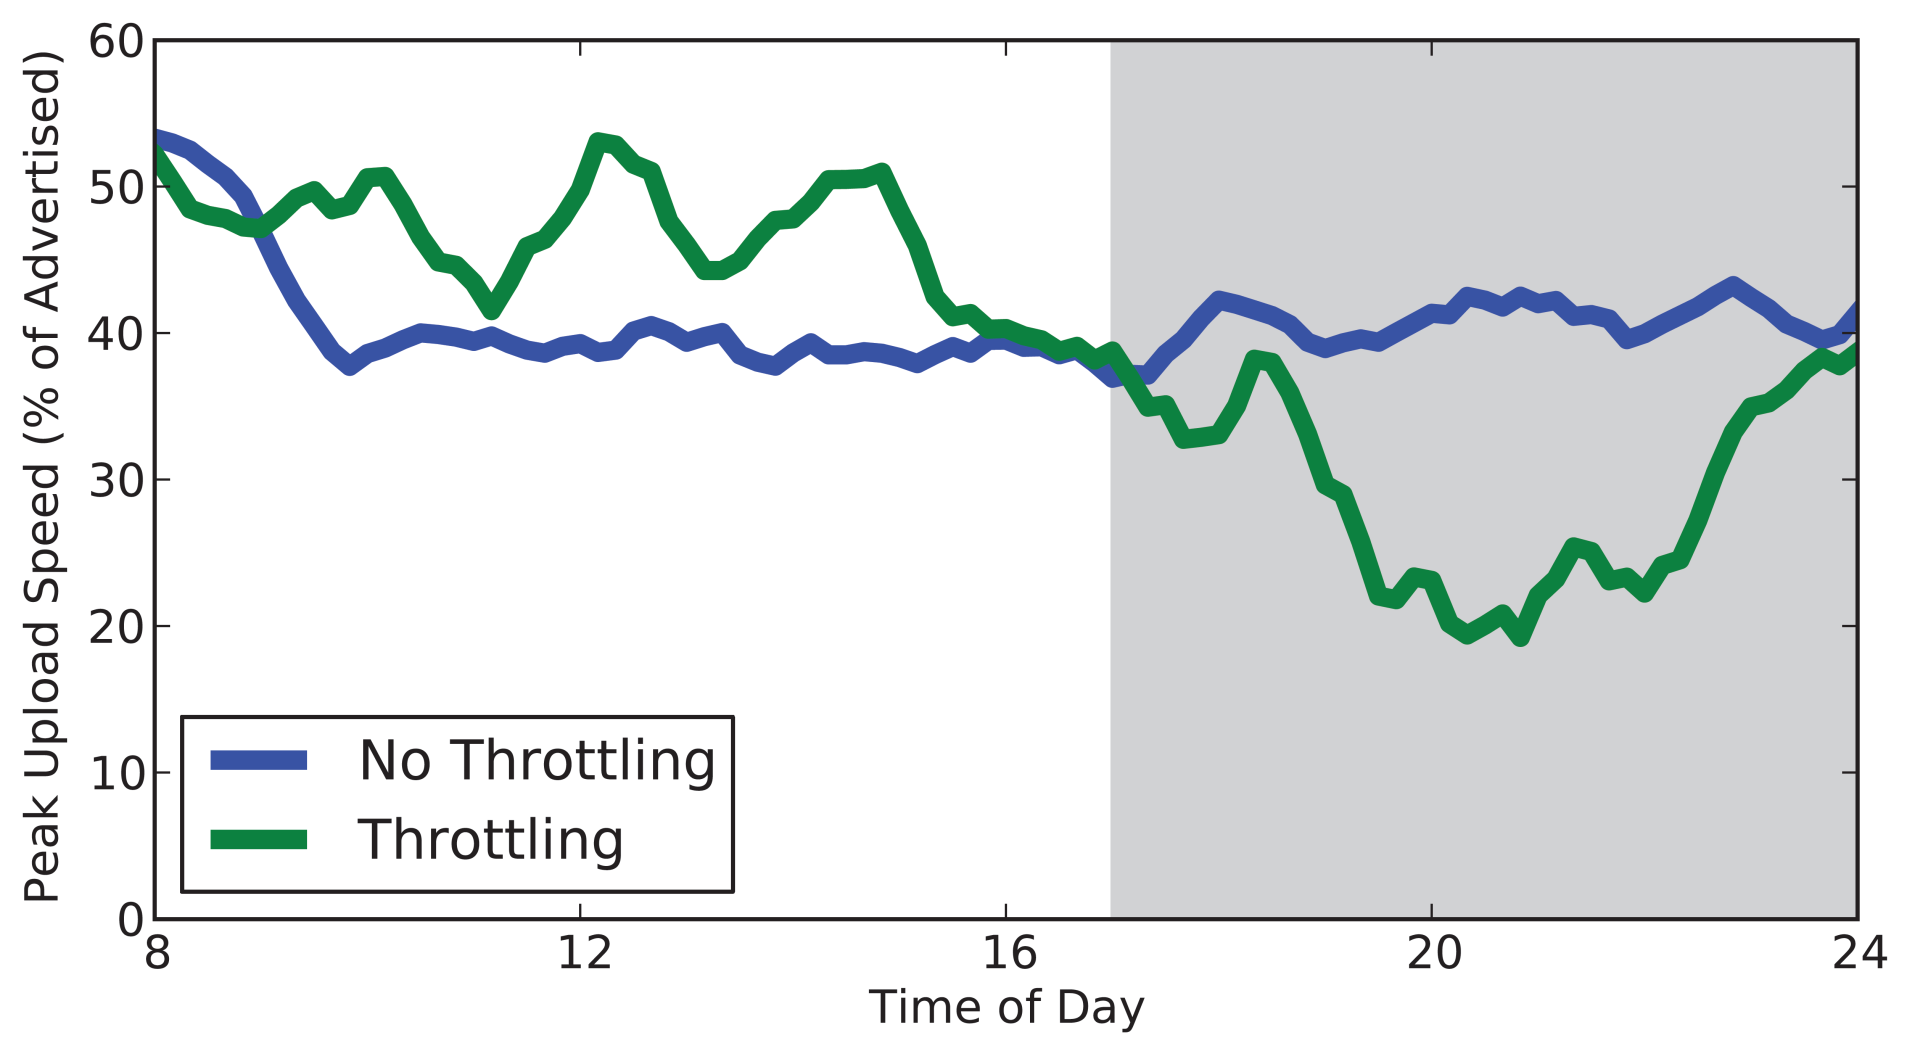 Peak Upload Speed (% of Advertised)
60
50
40
30
20
10
0
No Throttling
Throttling
8 12 16 20 24
Time of Day